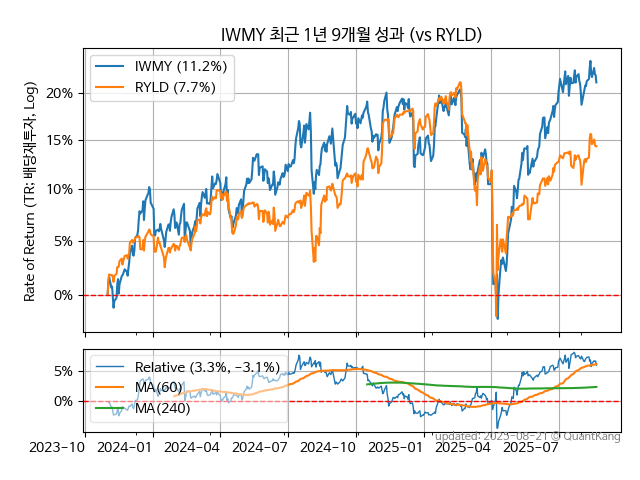 IWMY 최근 1년 9개월 성과 (vs RYLD)
Rate of Return (TR: 배당재투자, Log)
IWMY (11.2%)
RYLD (7.7%)
20%
15%
10%
5%
0%
Relative (3.3%, −3.1%)
MA(60)
MA(240)
5%
0%
2023−10 2024−01 2024−04 2024−07 2024−10 2025−01 2025−04 2025−07
updated: 2025−08−21 © QuantKang